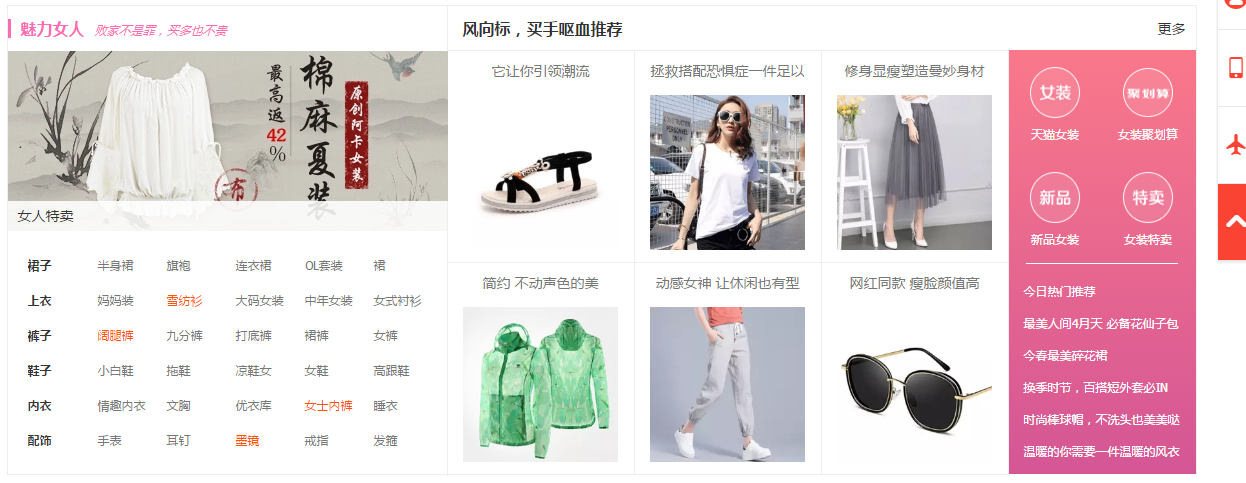 魅力女人 败家不是罪，买多也不妻
最高返42%
棉麻夏装
原创阿卡女装
布
女人特卖
裙子 半身裙 旗袍 连衣裙 OL套装 裙
上衣 妈妈装 雪纺衫 大码女装 中年女装 女式衬衫
裤子 阔腿裤 九分裤 打底裤 裙裤 女裤
鞋子 小白鞋 拖鞋 凉鞋女 女鞋 高跟鞋
内衣 情趣内衣 文胸 优衣库 女士内裤 睡衣
配饰 手表 耳钉 墨镜 戒指 发箍
风向标，买手呕血推荐 更多
它让你引领潮流
拯救搭配恐惧症一件足以
修身显瘦塑造曼妙身材
简约 不动声色的美
动感女神 让休闲也有型
网红同款 瘦脸颜值高
女装 聚划算
天猫女装 女装聚划算
新品 特卖
新品女装 女装特卖
今日热门推荐
最美人间4月天 必备花仙子包
今春最美碎花裙
换季时节，百搭短外套必IN
时尚棒球帽，不洗头也美美哒
温暖的你需要一件温暖的风衣